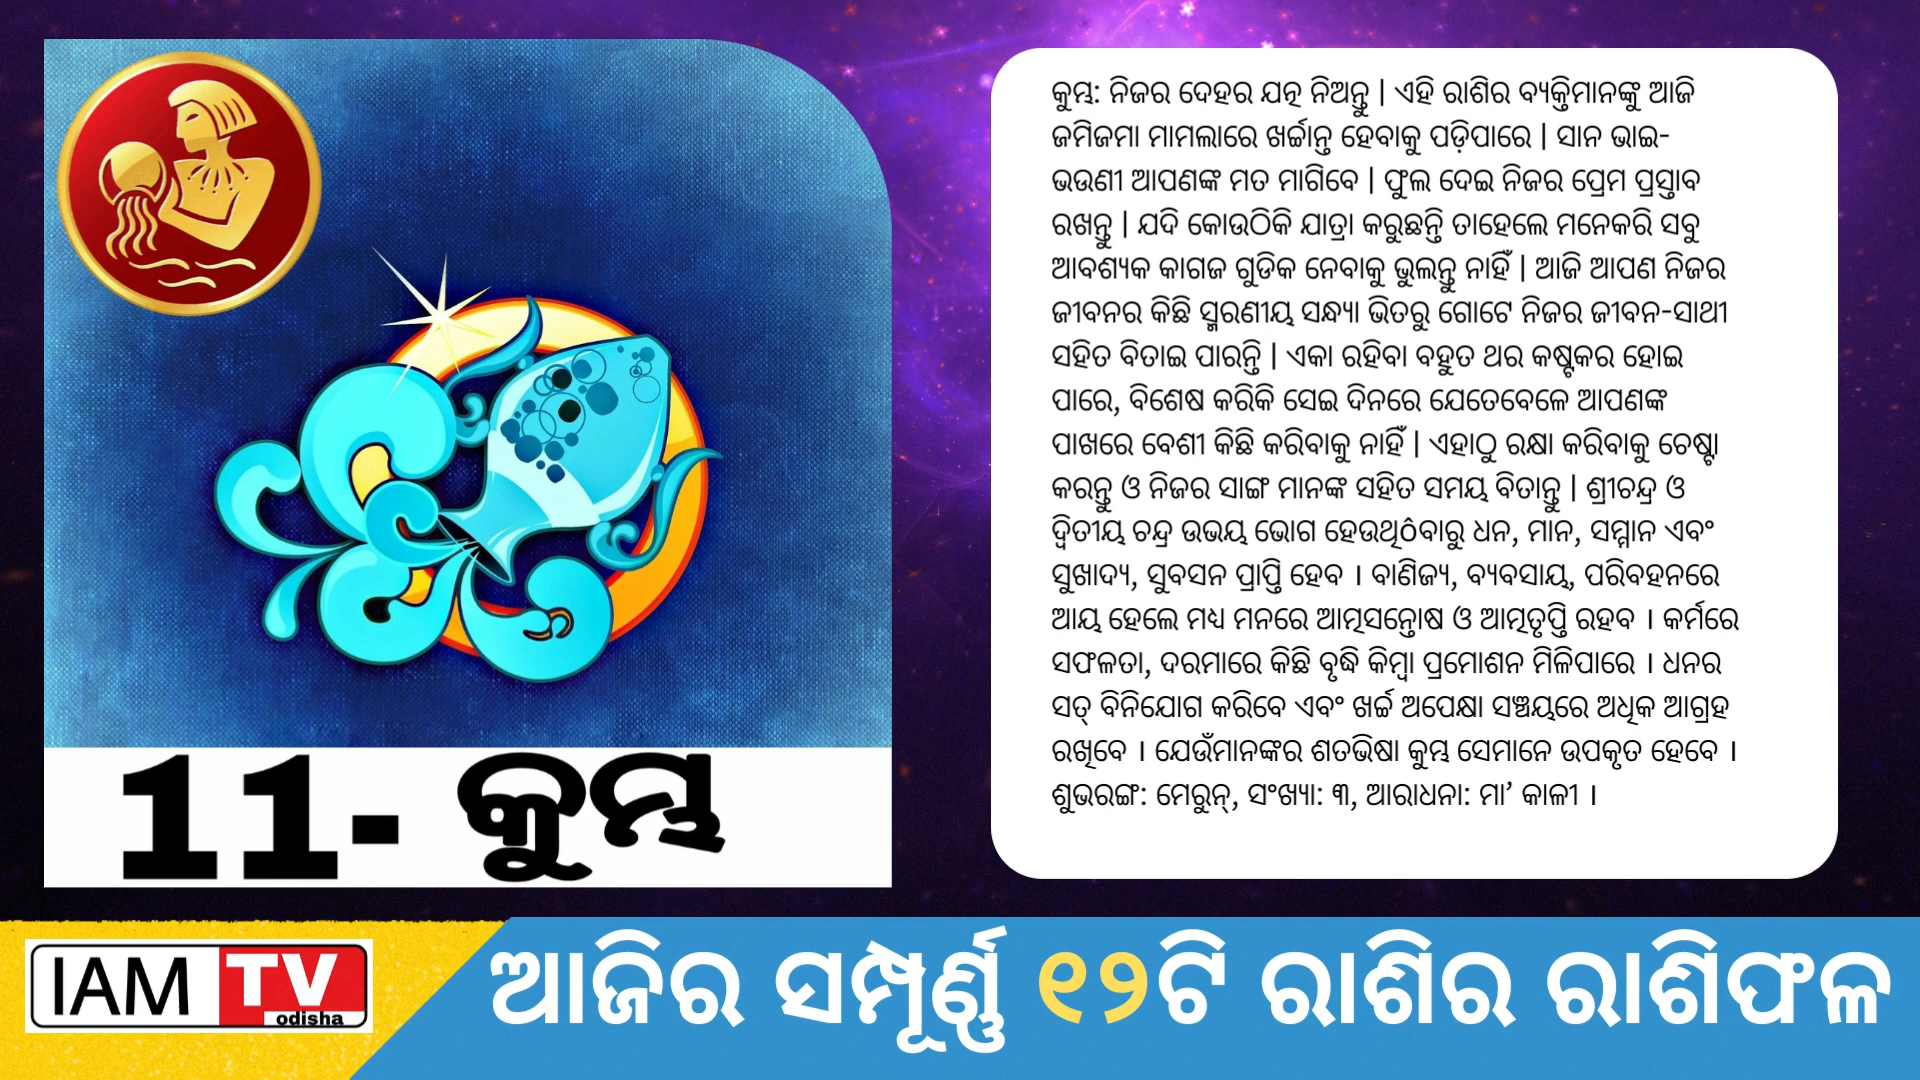 11- କୁମ୍ଭ
କୁମ୍ଭ: ନିଜର ଦେହର ଯତ୍ନ ନିଅନ୍ତୁ | ଏହି ରାଶିର ବ୍ୟକ୍ତିମାନଙ୍କୁ ଆଜି
ଜମିଜମା ମାମଲାରେ ଖର୍ଚ୍ଚାନ୍ତ ହେବାକୁ ପଡ଼ିପାରେ | ସାନ ଭାଇ-
ଭଉଣୀ ଆପଣଙ୍କ ମତ ମାଗିବେ | ଫୁଲ ଦେଇ ନିଜର ପ୍ରେମ ପ୍ରସ୍ତାବ
ରଖନ୍ତୁ | ଯଦି କୋଉଠିକି ଯାତ୍ରା କରୁଛନ୍ତି ତାହେଲେ ମନେକରି ସବୁ
ଆବଶ୍ୟକ କାଗଜ ଗୁଡିକ ନେବାକୁ ଭୁଲନ୍ତୁ ନାହିଁ | ଆଜି ଆପଣ ନିଜର
ଜୀବନର କିଛି ସ୍ମରଣୀୟ ସନ୍ଧ୍ୟା ଭିତରୁ ଗୋଟେ ନିଜର ଜୀବନ-ସାଥୀ
ସହିତ ବିତାଇ ପାରନ୍ତି | ଏକା ରହିବା ବହୁତ ଥର କଷ୍ଟକର ହୋଇ
ପାରେ, ବିଶେଷ କରିକି ସେଇ ଦିନରେ ଯେତେବେଳେ ଆପଣଙ୍କ
ପାଖରେ ବେଶୀ କିଛି କରିବାକୁ ନାହିଁ | ଏହାଠୁ ରକ୍ଷା କରିବାକୁ ଚେଷ୍ଟା
କରନ୍ତୁ ଓ ନିଜର ସାଙ୍ଗ ମାନଙ୍କ ସହିତ ସମୟ ବିତାନ୍ତୁ | ଶ୍ରୀଚନ୍ଦ୍ର ଓ
ଦ୍ୱିତୀୟ ଚନ୍ଦ୍ର ଉଭୟ ଭୋଗ ହେଉଥିôବାରୁ ଧନ, ମାନ, ସମ୍ମାନ ଏବଂ
ସୁଖାଦ୍ୟ, ସୁବସନ ପ୍ରାପ୍ତି ହେବ । ବାଣିଜ୍ୟ, ବ୍ୟବସାୟ, ପରିବହନରେ
ଆୟ ହେଲେ ମଧ୍ୟ ମନରେ ଆତ୍ମସନ୍ତୋଷ ଓ ଆତ୍ମତୃପ୍ତି ରହବ । କର୍ମରେ
ସଫଳତା, ଦରମାରେ କିଛି ବୃଦ୍ଧି କିମ୍ବା ପ୍ରମୋଶନ ମିଳିପାରେ । ଧନର
ସତ୍ ବିନିଯୋଗ କରିବେ ଏବଂ ଖର୍ଚ୍ଚ ଅପେକ୍ଷା ସଞ୍ଚୟରେ ଅଧିକ ଆଗ୍ରହ
ରଖିବେ । ଯେଉଁମାନଙ୍କର ଶତଭିଷା କୁମ୍ଭ ସେମାନେ ଉପକୃତ ହେବେ ।
ଶୁଭରଙ୍ଗ: ମେରୁନ୍, ସଂଖ୍ୟା: ୩, ଆରାଧନା: ମା’ କାଳୀ ।
IAM TV
odisha
ଆଜିର ସମ୍ପୂର୍ଣ୍ଣ ୧୨ଟି ରାଶିର ରାଶିଫଳ